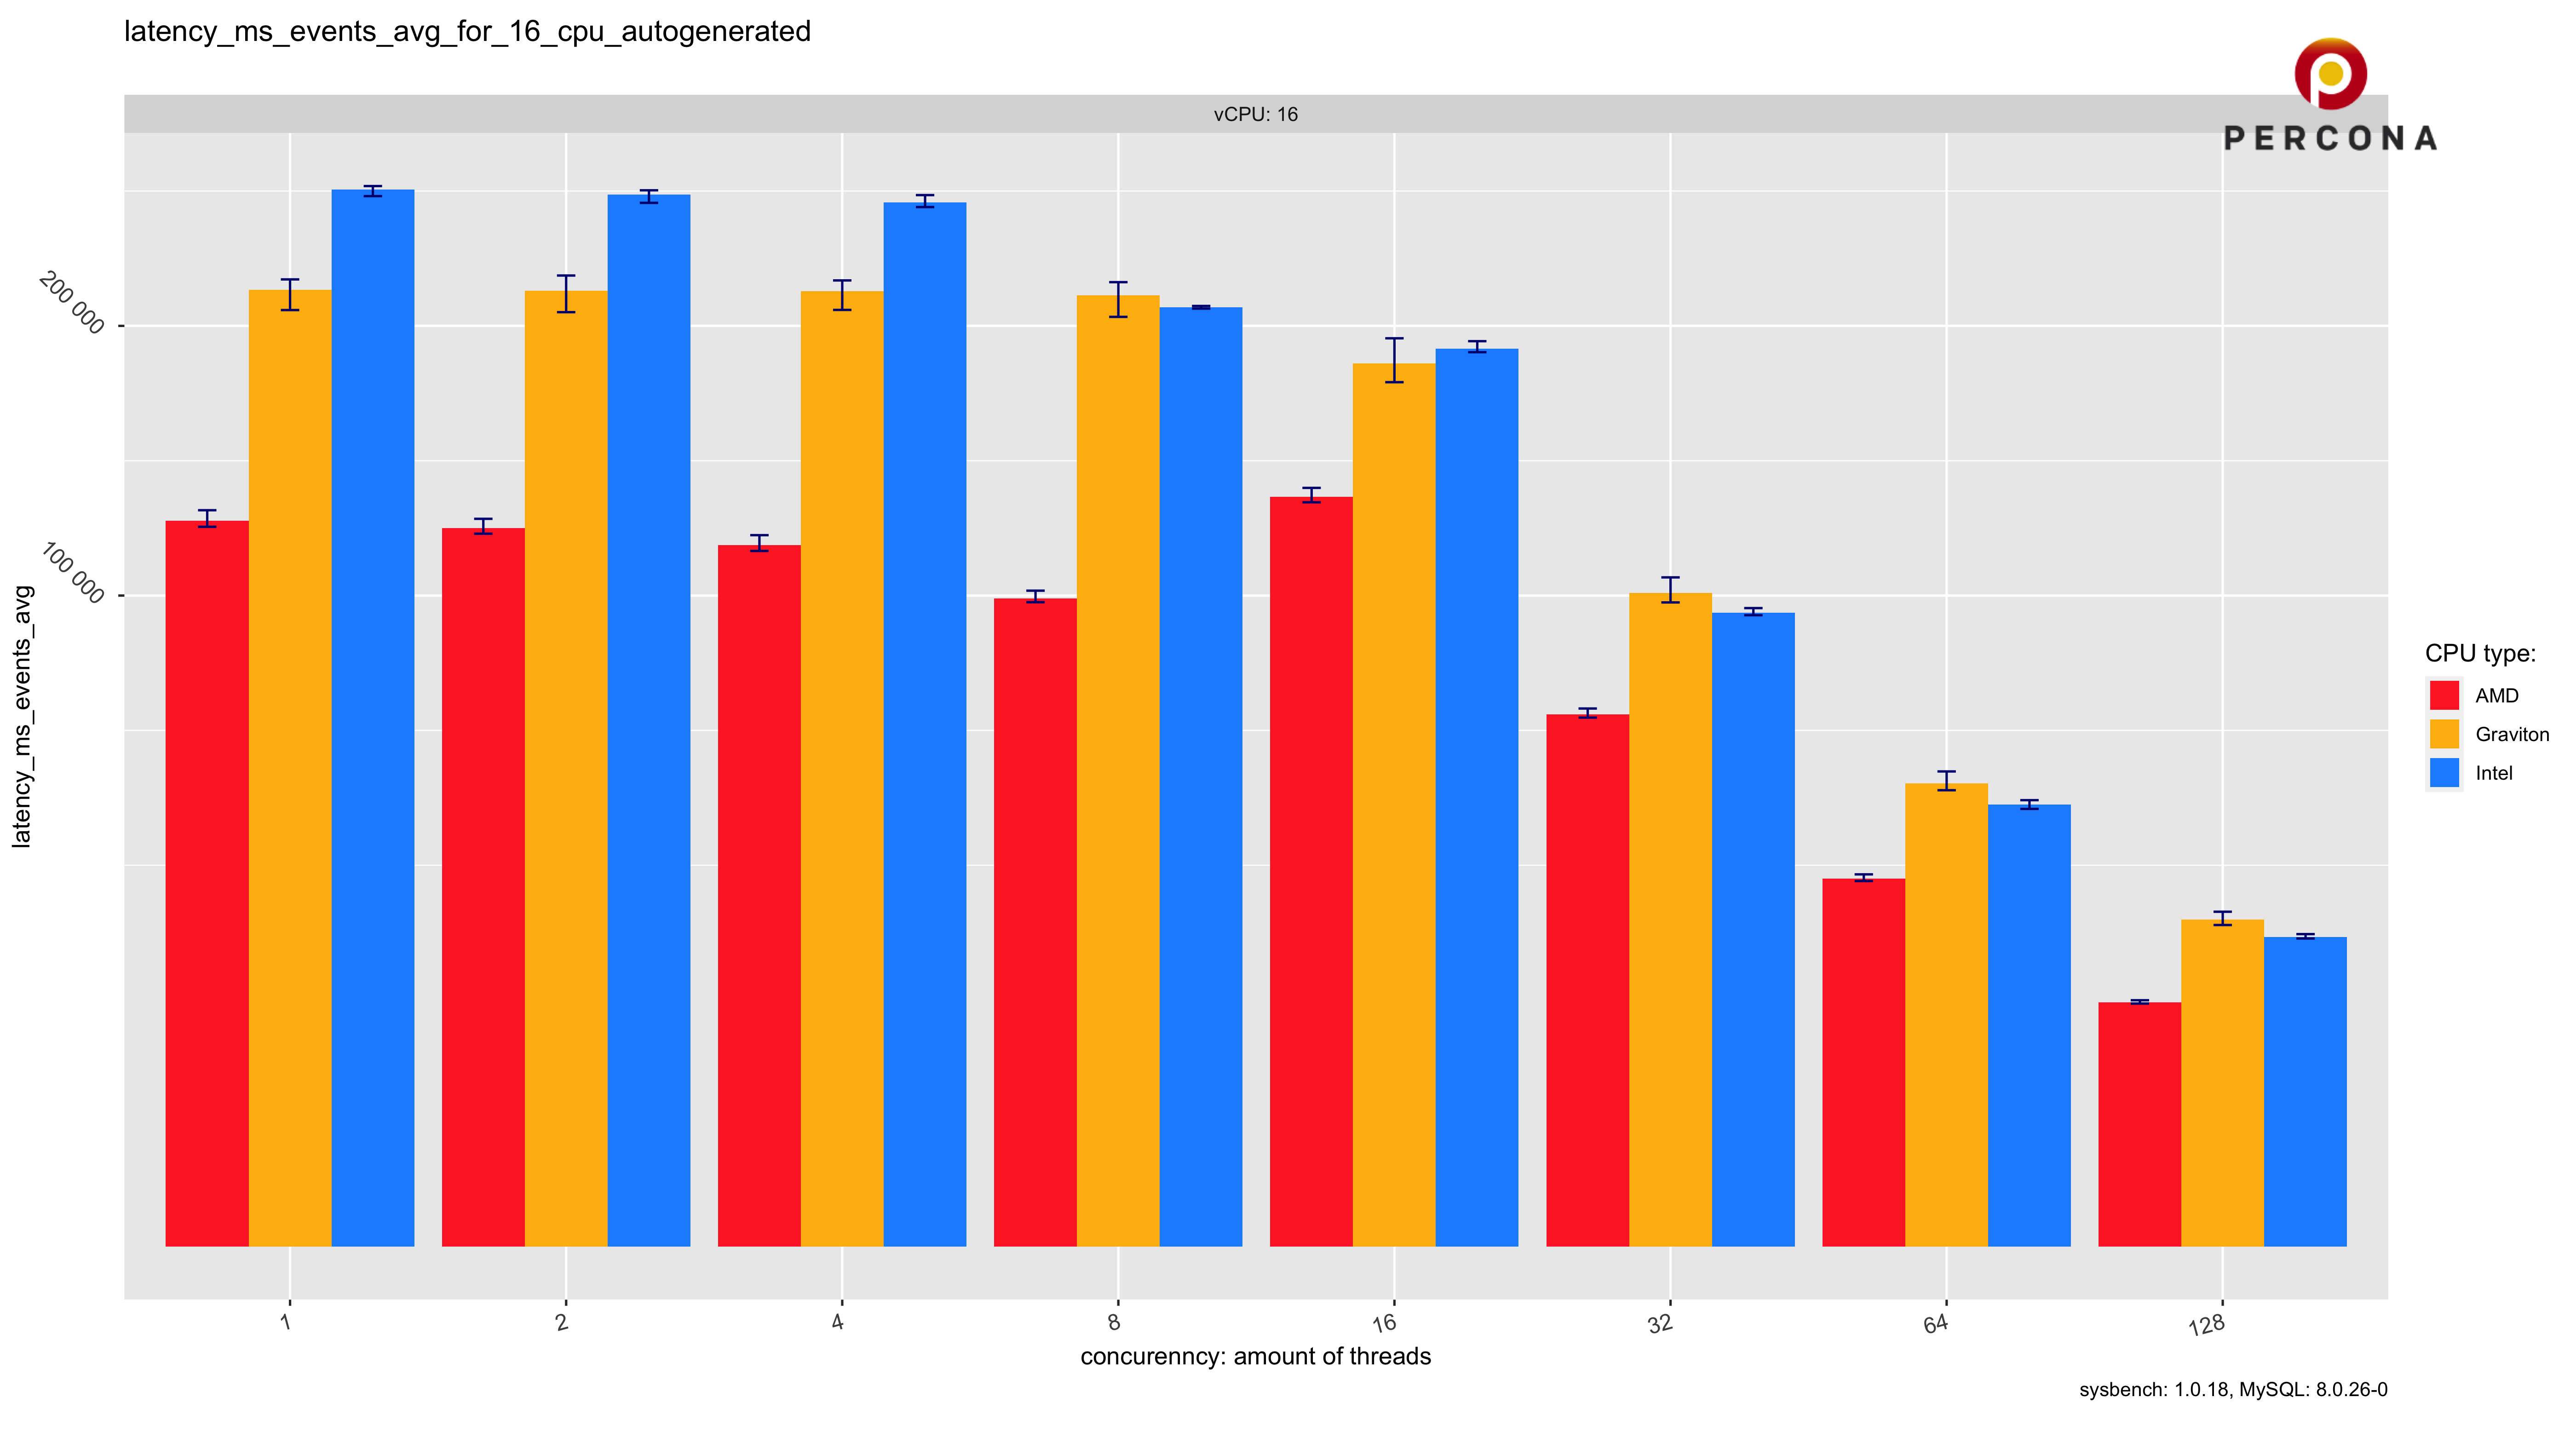 latency_ms_events_avg_for_16_cpu_autogenerated
PERCONA
vCPU: 16
latency_ms_events_avg
200 000
100 000
CPU type:
AMD
Graviton
Intel
1 2 4 8 16 32 64 128
concurenncy: amount of threads
sysbench: 1.0.18, MySQL: 8.0.26-0